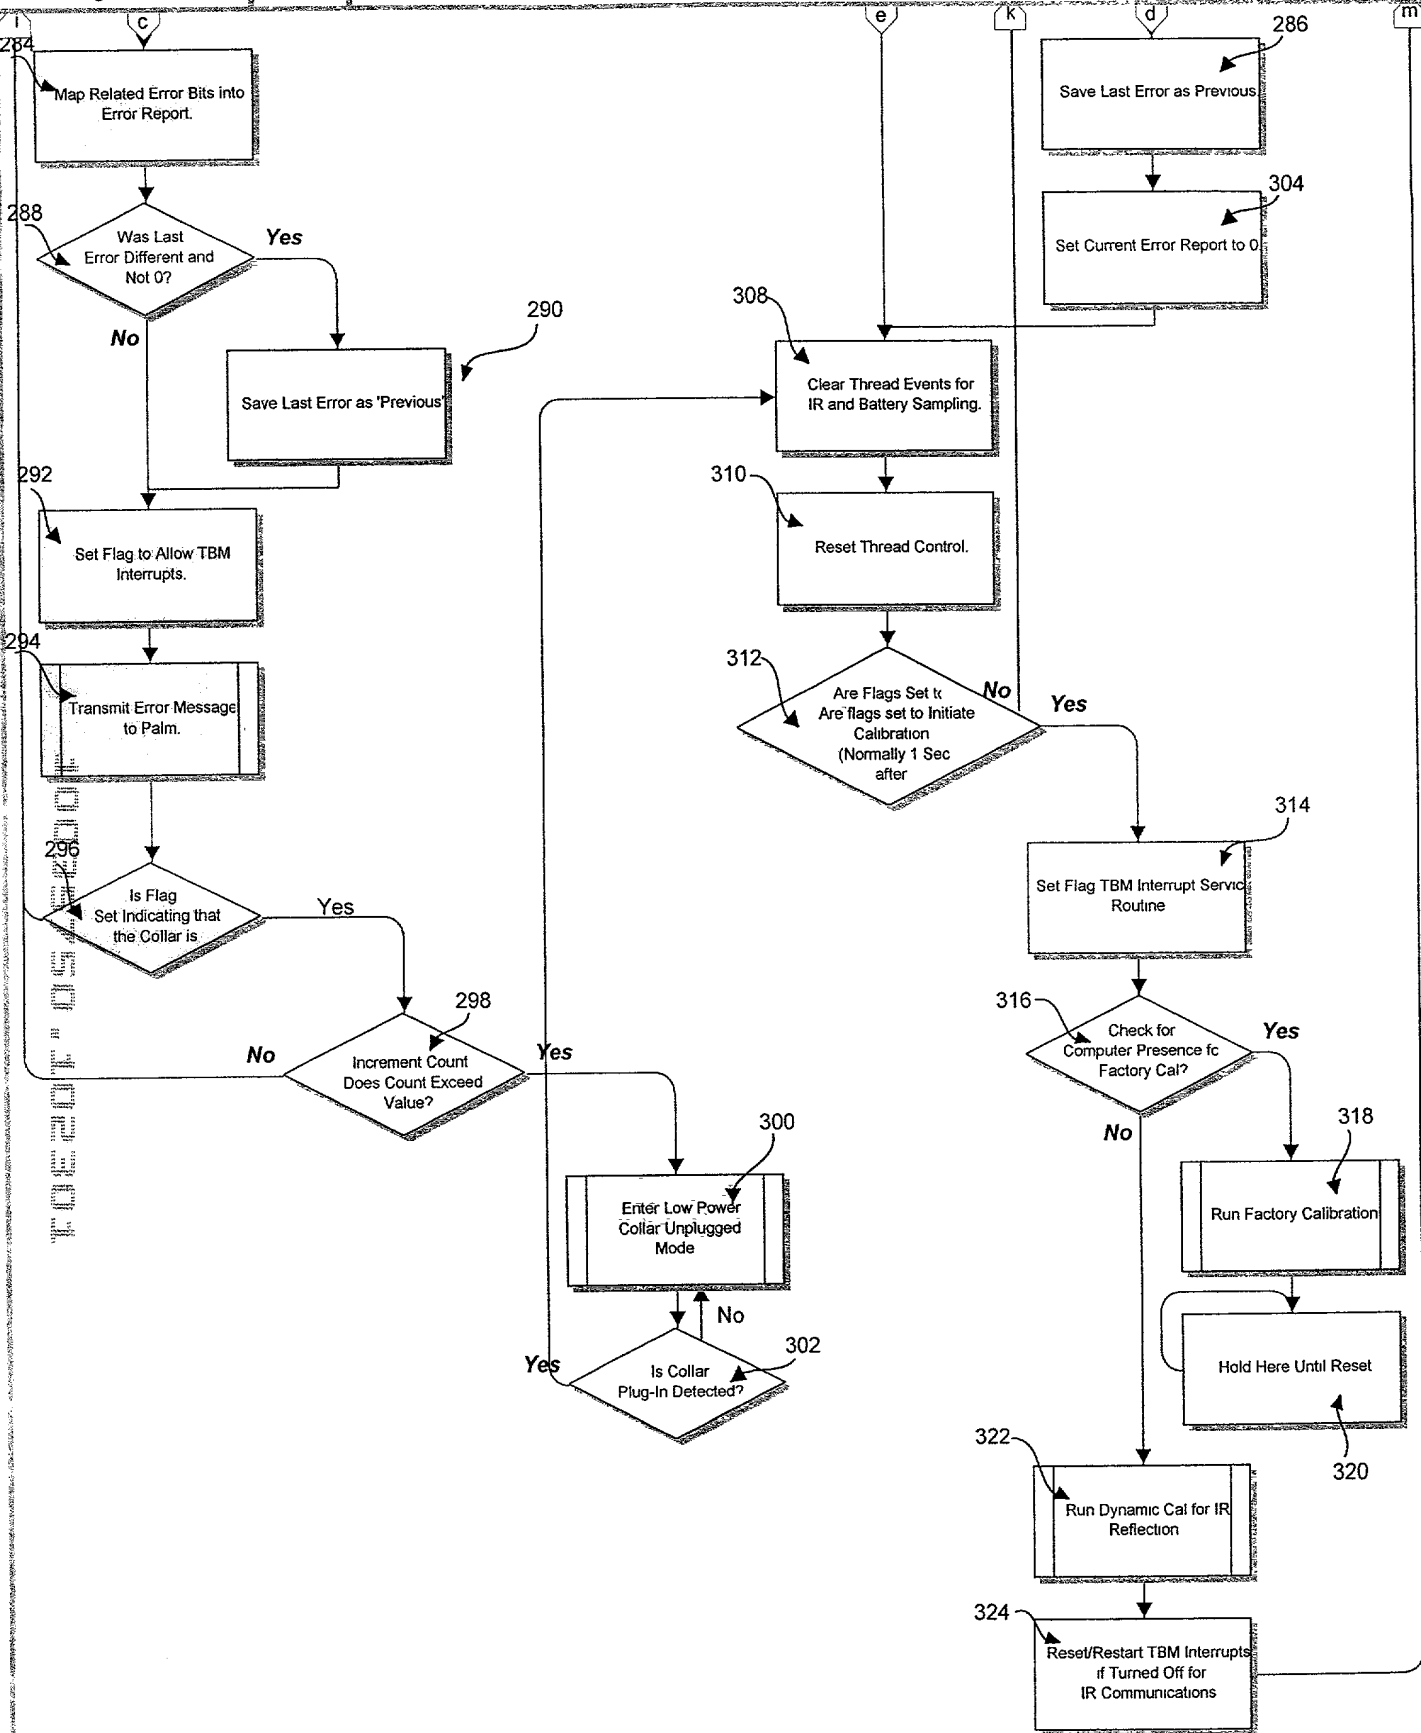 i
c
e
k
d
m
284
Map Related Error Bits into
Error Report.
286
Save Last Error as Previous
304
Set Current Error Report to 0
288
Was Last
Error Different and
Not 0?
Yes
No
290
Save Last Error as 'Previous'
308
Clear Thread Events for
IR and Battery Sampling.
292
Set Flag to Allow TBM
Interrupts.
310
Reset Thread Control.
294
Transmit Error Message
to Palm.
312
Are Flags Set to
Are flags set to Initiate
Calibration
(Normally 1 Sec
after
No
Yes
314
Set Flag TBM Interrupt Servic
Routine
296
Is Flag
Set Indicating that
the Collar is
Yes
298
Increment Count
Does Count Exceed
Value?
No
Yes
316
Check for
Computer Presence fo
Factory Cal?
Yes
No
300
Enter Low Power
Collar Unplugged
Mode
No
318
Run Factory Calibration
302
Is Collar
Plug-In Detected?
Yes
Hold Here Until Reset
320
322
Run Dynamic Cal for IR
Reflection
324
Reset/Restart TBM Interrupts
if Turned Off for
IR Communications